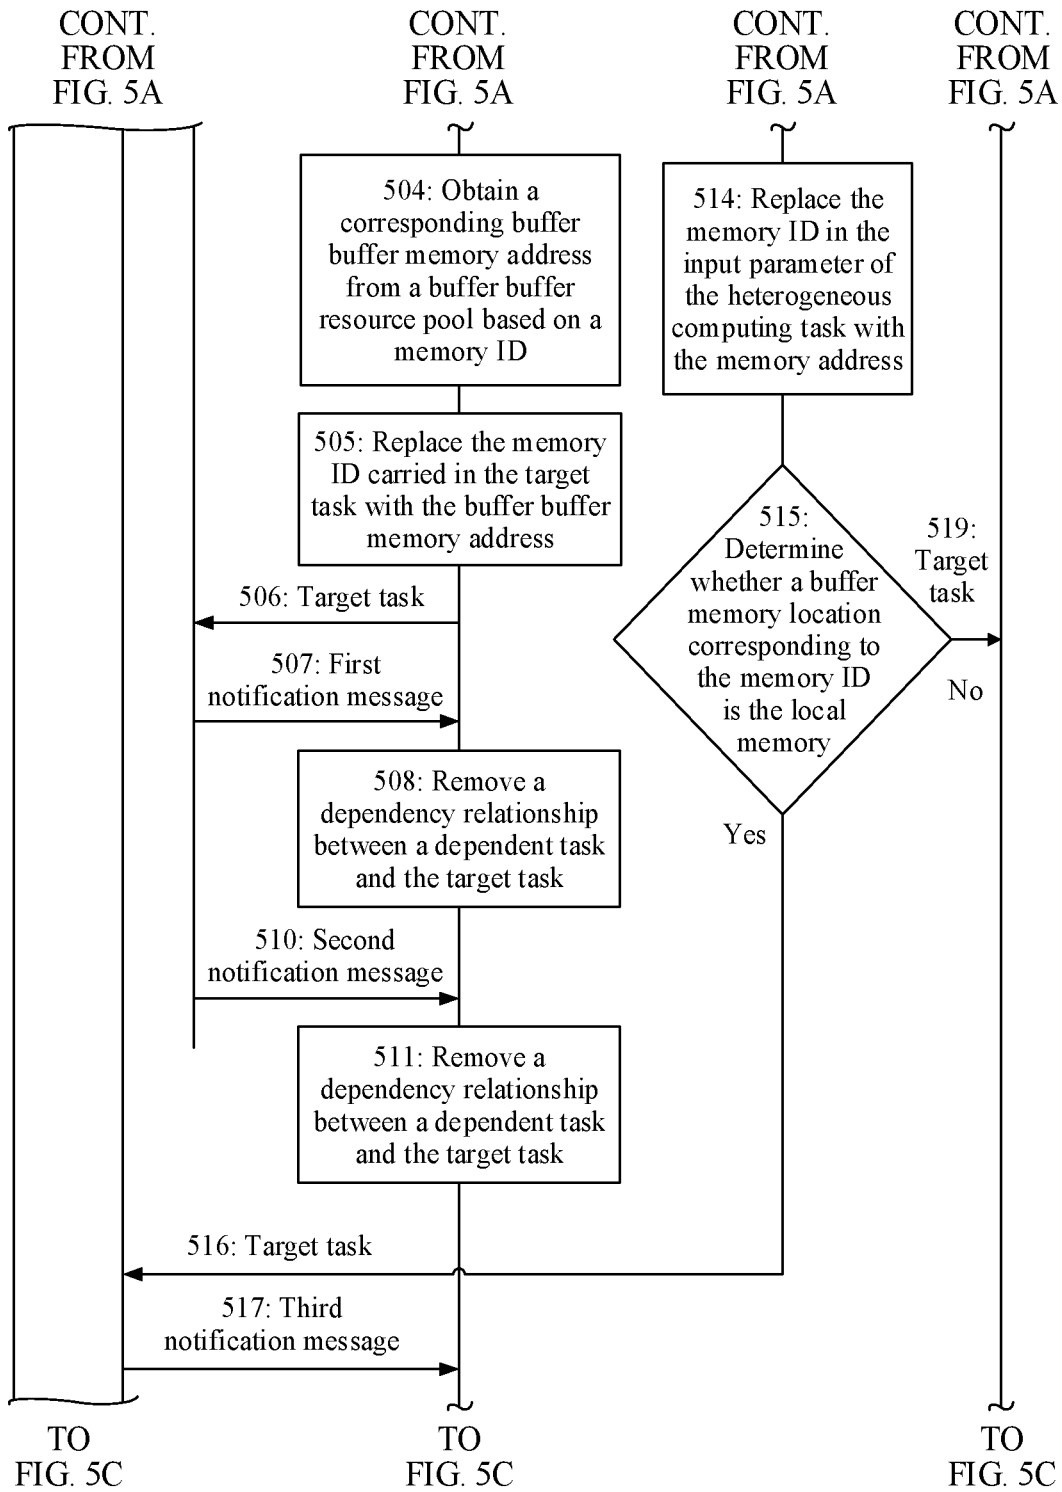 CONT.
FROM
FIG. 5A
CONT.
FROM
FIG. 5A
CONT.
FROM
FIG. 5A
CONT.
FROM
FIG. 5A
504: Obtain a
corresponding buffer
buffer memory address
from a buffer buffer
resource pool based on a
memory ID
514: Replace the
memory ID in the
input parameter of
the heterogeneous
computing task with
the memory address
505: Replace the memory
ID carried in the target
task with the buffer buffer
memory address
515:
Determine
whether a buffer
memory location
corresponding to
the memory ID
is the local
memory
519:
Target
task
No
Yes
506: Target task
507: First
notification message
508: Remove a
dependency relationship
between a dependent task
and the target task
510: Second
notification message
511: Remove a
dependency relationship
between a dependent task
and the target task
516: Target task
517: Third
notification message
TO
FIG. 5C
TO
FIG. 5C
TO
FIG. 5C